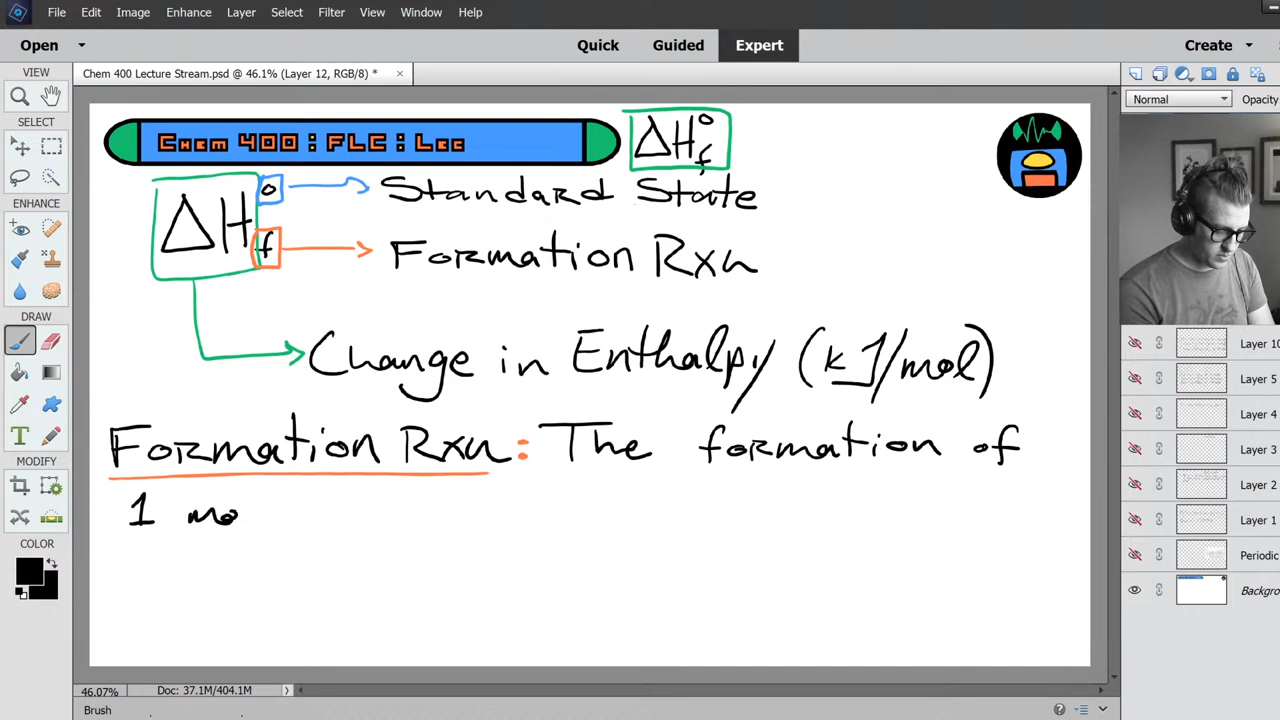 File Edit Image Enhance Layer Select Filter View Window Help
Open Quick Guided Expert Create
Chem 400 Lecture Stream.psd @ 46.1% (Layer 12, RGB/8) * ×
VIEW
SELECT
ENHANCE
DRAW
MODIFY
COLOR
Chem 400 : FLC : Lec
ΔH°f
ΔH°f
Standard State
Formation Rxn
Change in Enthalpy (kJ/mol)
Formation Rxn: The formation of
1 mo
Normal Opacity
Layer 10
Layer 5
Layer 4
Layer 3
Layer 2
Layer 1
Periodic
Backgro
46.07% Doc: 37.1M/404.1M
Brush